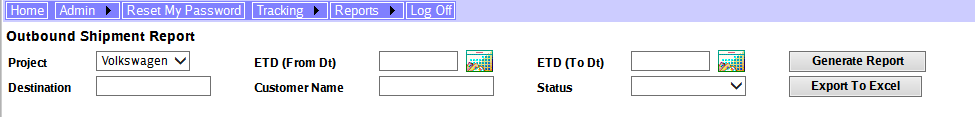 Home Admin Reset My Password Tracking Reports Log Off
Outbound Shipment Report
Project Volkswagen ETD (From Dt) ETD (To Dt) Generate Report
Destination Customer Name Status Export To Excel